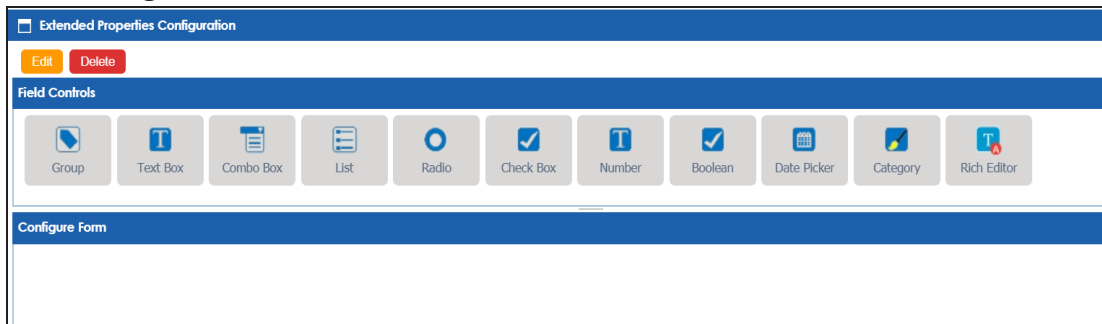 Extended Properties Configuration
Edit Delete
Field Controls
Group Text Box Combo Box List Radio Check Box Number Boolean Date Picker Category Rich Editor
Configure Form